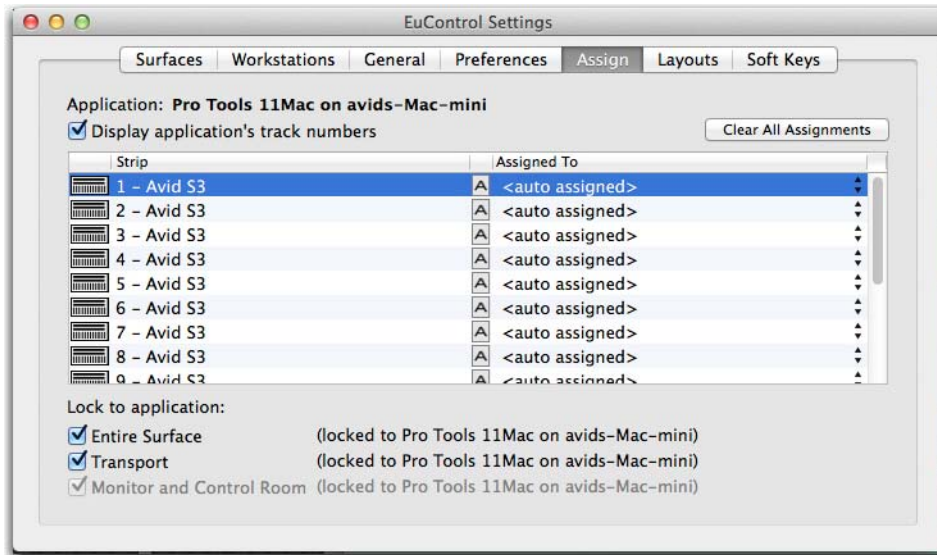 EuControl Settings
Surfaces Workstations General Preferences Assign Layouts Soft Keys
Application: Pro Tools 11Mac on avids-Mac-mini
Display application's track numbers Clear All Assignments
Strip Assigned To
1 – Avid S3 A <auto assigned>
2 – Avid S3 A <auto assigned>
3 – Avid S3 A <auto assigned>
4 – Avid S3 A <auto assigned>
5 – Avid S3 A <auto assigned>
6 – Avid S3 A <auto assigned>
7 – Avid S3 A <auto assigned>
8 – Avid S3 A <auto assigned>
9 – Avid S3 A <auto assigned>
Lock to application:
Entire Surface (locked to Pro Tools 11Mac on avids-Mac-mini)
Transport (locked to Pro Tools 11Mac on avids-Mac-mini)
Monitor and Control Room (locked to Pro Tools 11Mac on avids-Mac-mini)